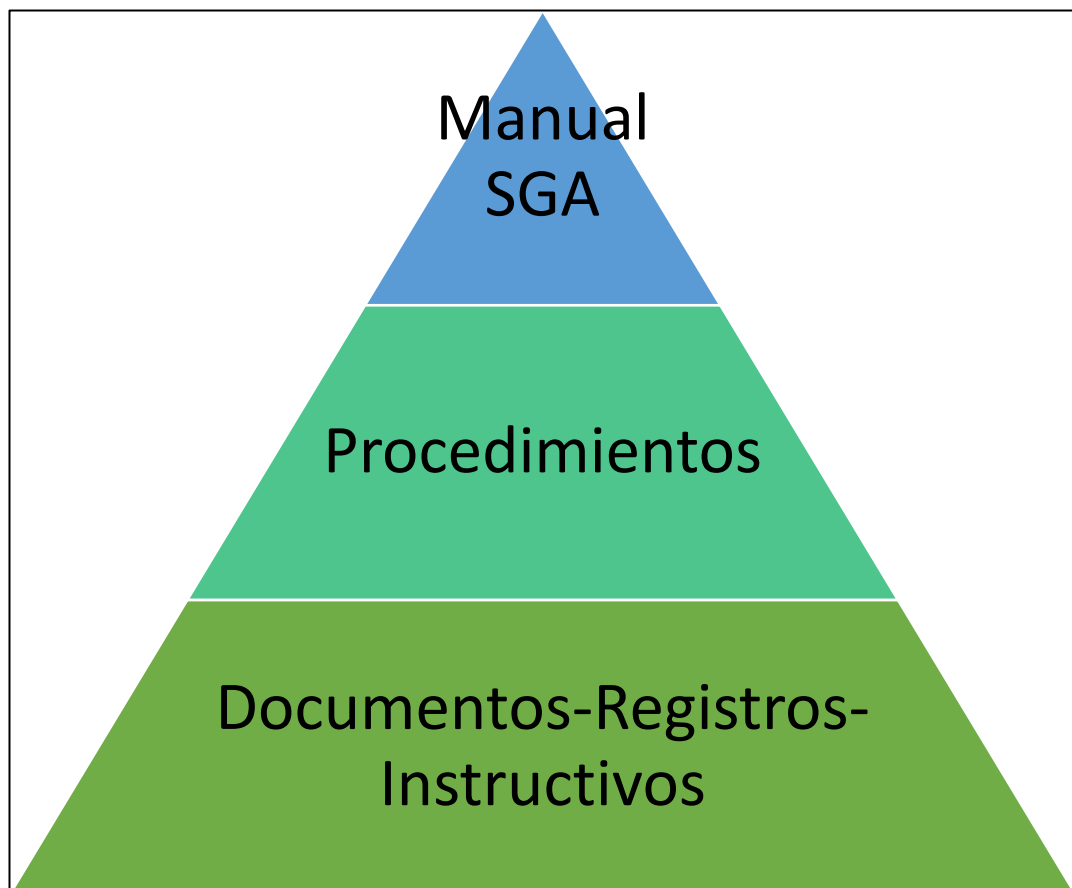 Manual
SGA
Procedimientos
Documentos-Registros-
Instructivos